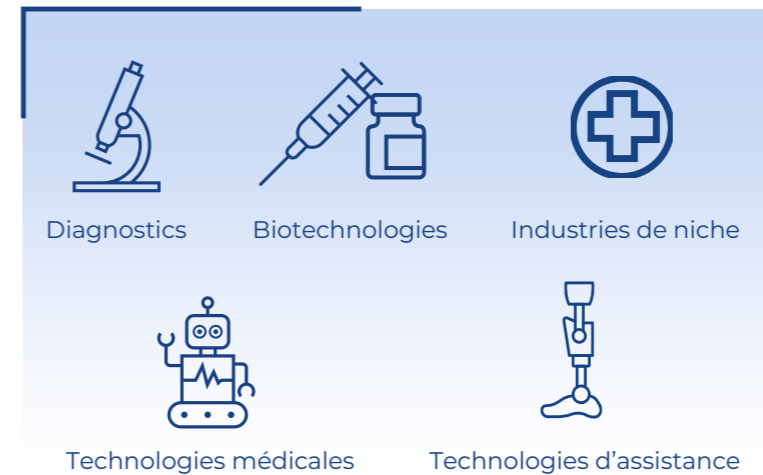 Diagnostics
Biotechnologies
Industries de niche
Technologies médicales
Technologies d'assistance